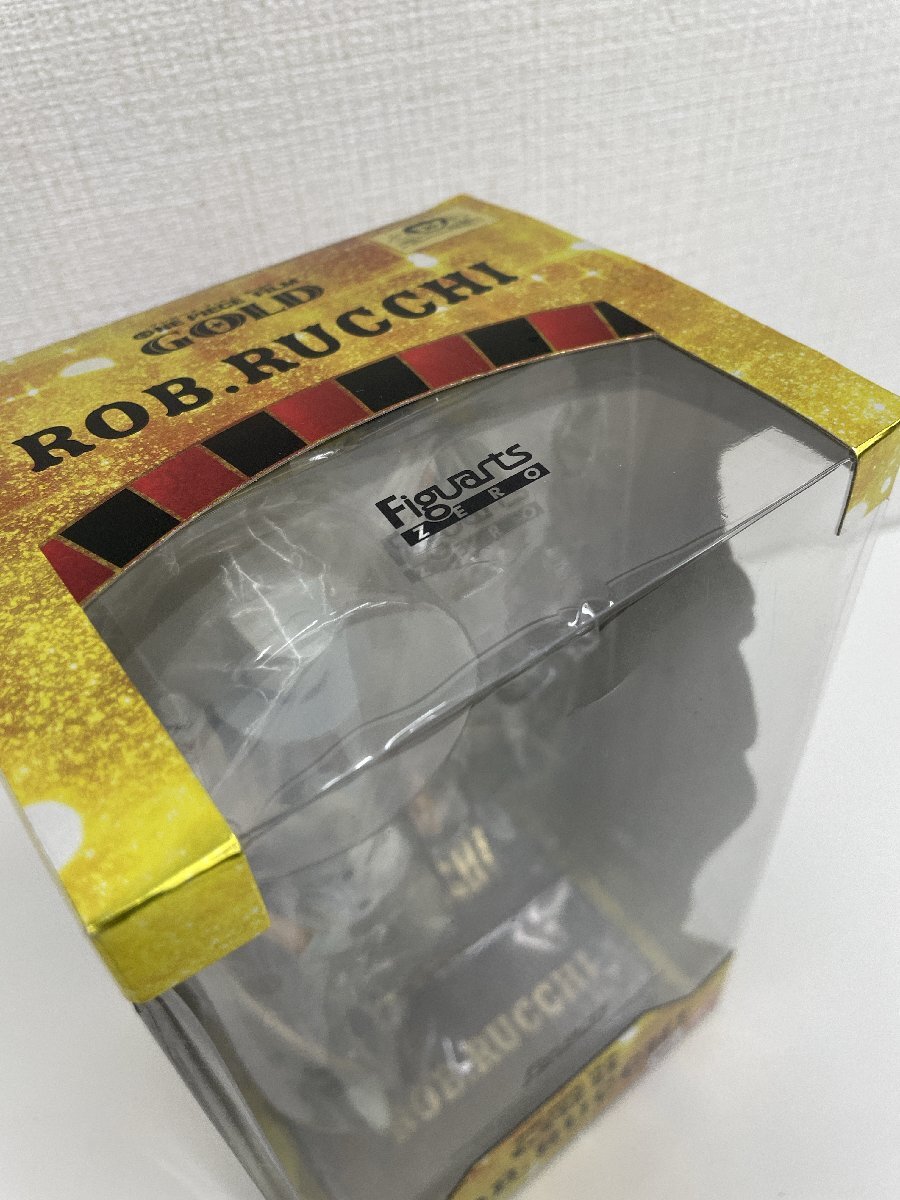 ONE PIECE FILM
GOLD
ROB.RUCCHI
Figuarts
ZERO
ROB.RUCCHI